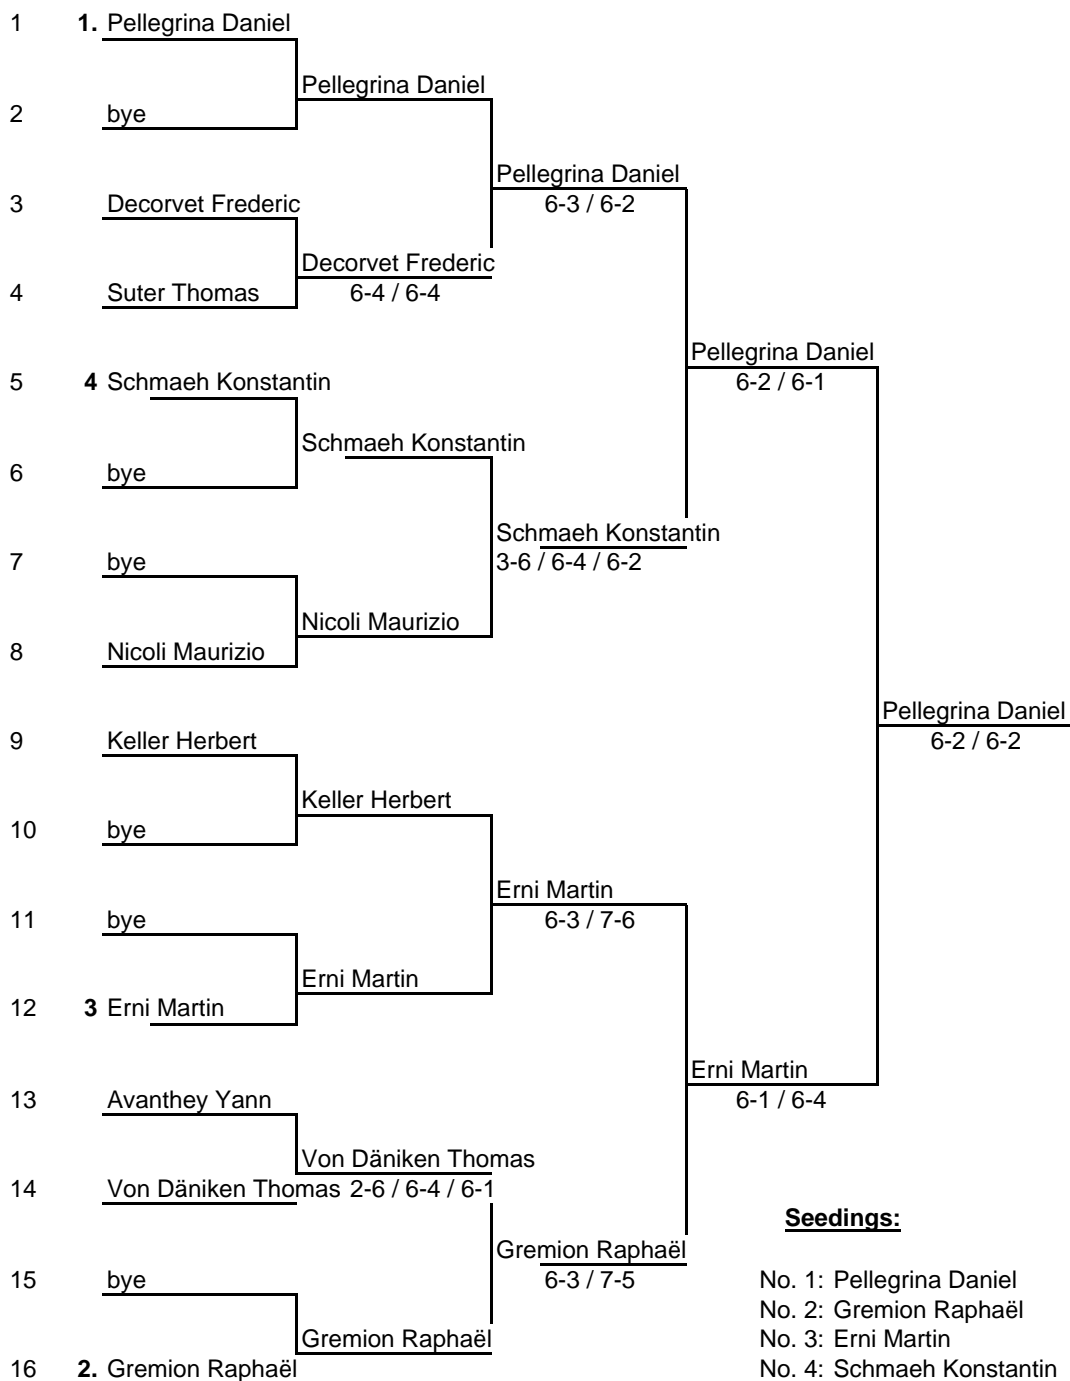 1 1. Pellegrina Daniel
Pellegrina Daniel
2 bye
Pellegrina Daniel
3 Decorvet Frederic 6-3 / 6-2
Decorvet Frederic
4 Suter Thomas 6-4 / 6-4
Pellegrina Daniel
5 4 Schmaeh Konstantin 6-2 / 6-1
Schmaeh Konstantin
6 bye
Schmaeh Konstantin
7 bye 3-6 / 6-4 / 6-2
Nicoli Maurizio
8 Nicoli Maurizio
Pellegrina Daniel
9 Keller Herbert 6-2 / 6-2
Keller Herbert
10 bye
Erni Martin
11 bye 6-3 / 7-6
Erni Martin
12 3 Erni Martin
Erni Martin
13 Avanthey Yann 6-1 / 6-4
Von Däniken Thomas
14 Von Däniken Thomas 2-6 / 6-4 / 6-1
Seedings:
Gremion Raphaël
15 bye 6-3 / 7-5 No. 1: Pellegrina Daniel
No. 2: Gremion Raphaël
Gremion Raphaël No. 3: Erni Martin
16 2. Gremion Raphaël No. 4: Schmaeh Konstantin